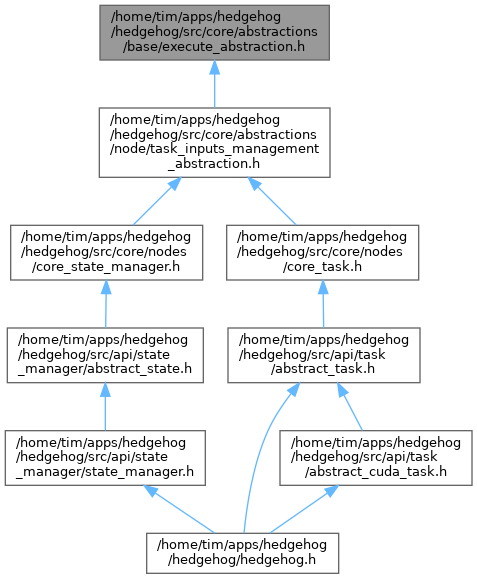 /home/tim/apps/hedgehog
/hedgehog/src/core/abstractions
/base/execute_abstraction.h
/home/tim/apps/hedgehog
/hedgehog/src/core/abstractions
/node/task_inputs_management
_abstraction.h
/home/tim/apps/hedgehog
/hedgehog/src/core/nodes
/core_state_manager.h
/home/tim/apps/hedgehog
/hedgehog/src/core/nodes
/core_task.h
/home/tim/apps/hedgehog
/hedgehog/src/api/state
_manager/abstract_state.h
/home/tim/apps/hedgehog
/hedgehog/src/api/task
/abstract_task.h
/home/tim/apps/hedgehog
/hedgehog/src/api/state
_manager/state_manager.h
/home/tim/apps/hedgehog
/hedgehog/src/api/task
/abstract_cuda_task.h
/home/tim/apps/hedgehog
/hedgehog/hedgehog.h